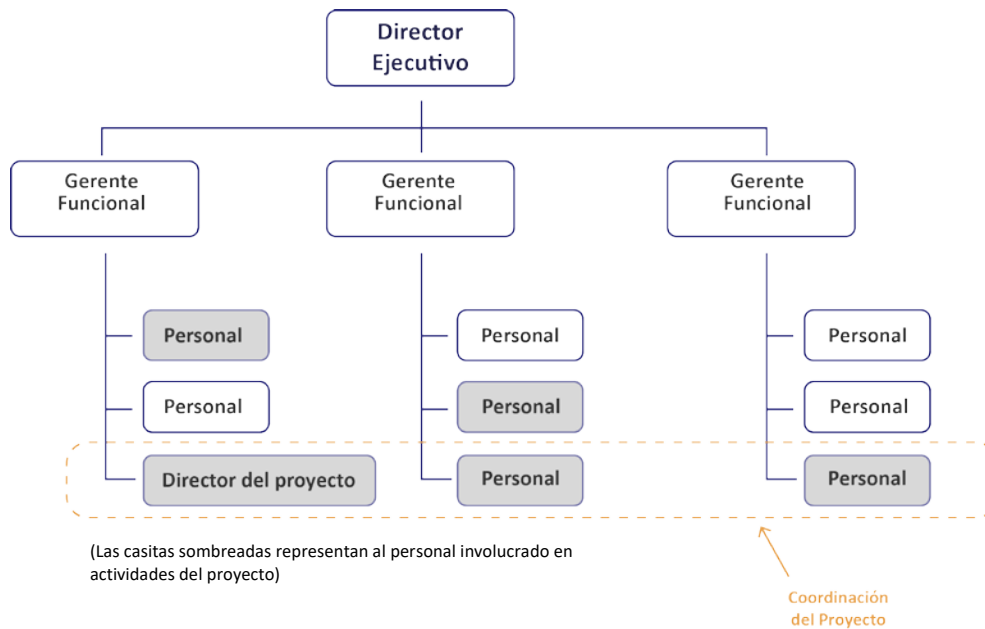 Director
Ejecutivo
Gerente
Funcional
Gerente
Funcional
Gerente
Funcional
Personal
Personal
Personal
Personal
Personal
Personal
Director del proyecto
Personal
Personal
(Las casitas sombreadas representan al personal involucrado en
actividades del proyecto)
Coordinación
del Proyecto